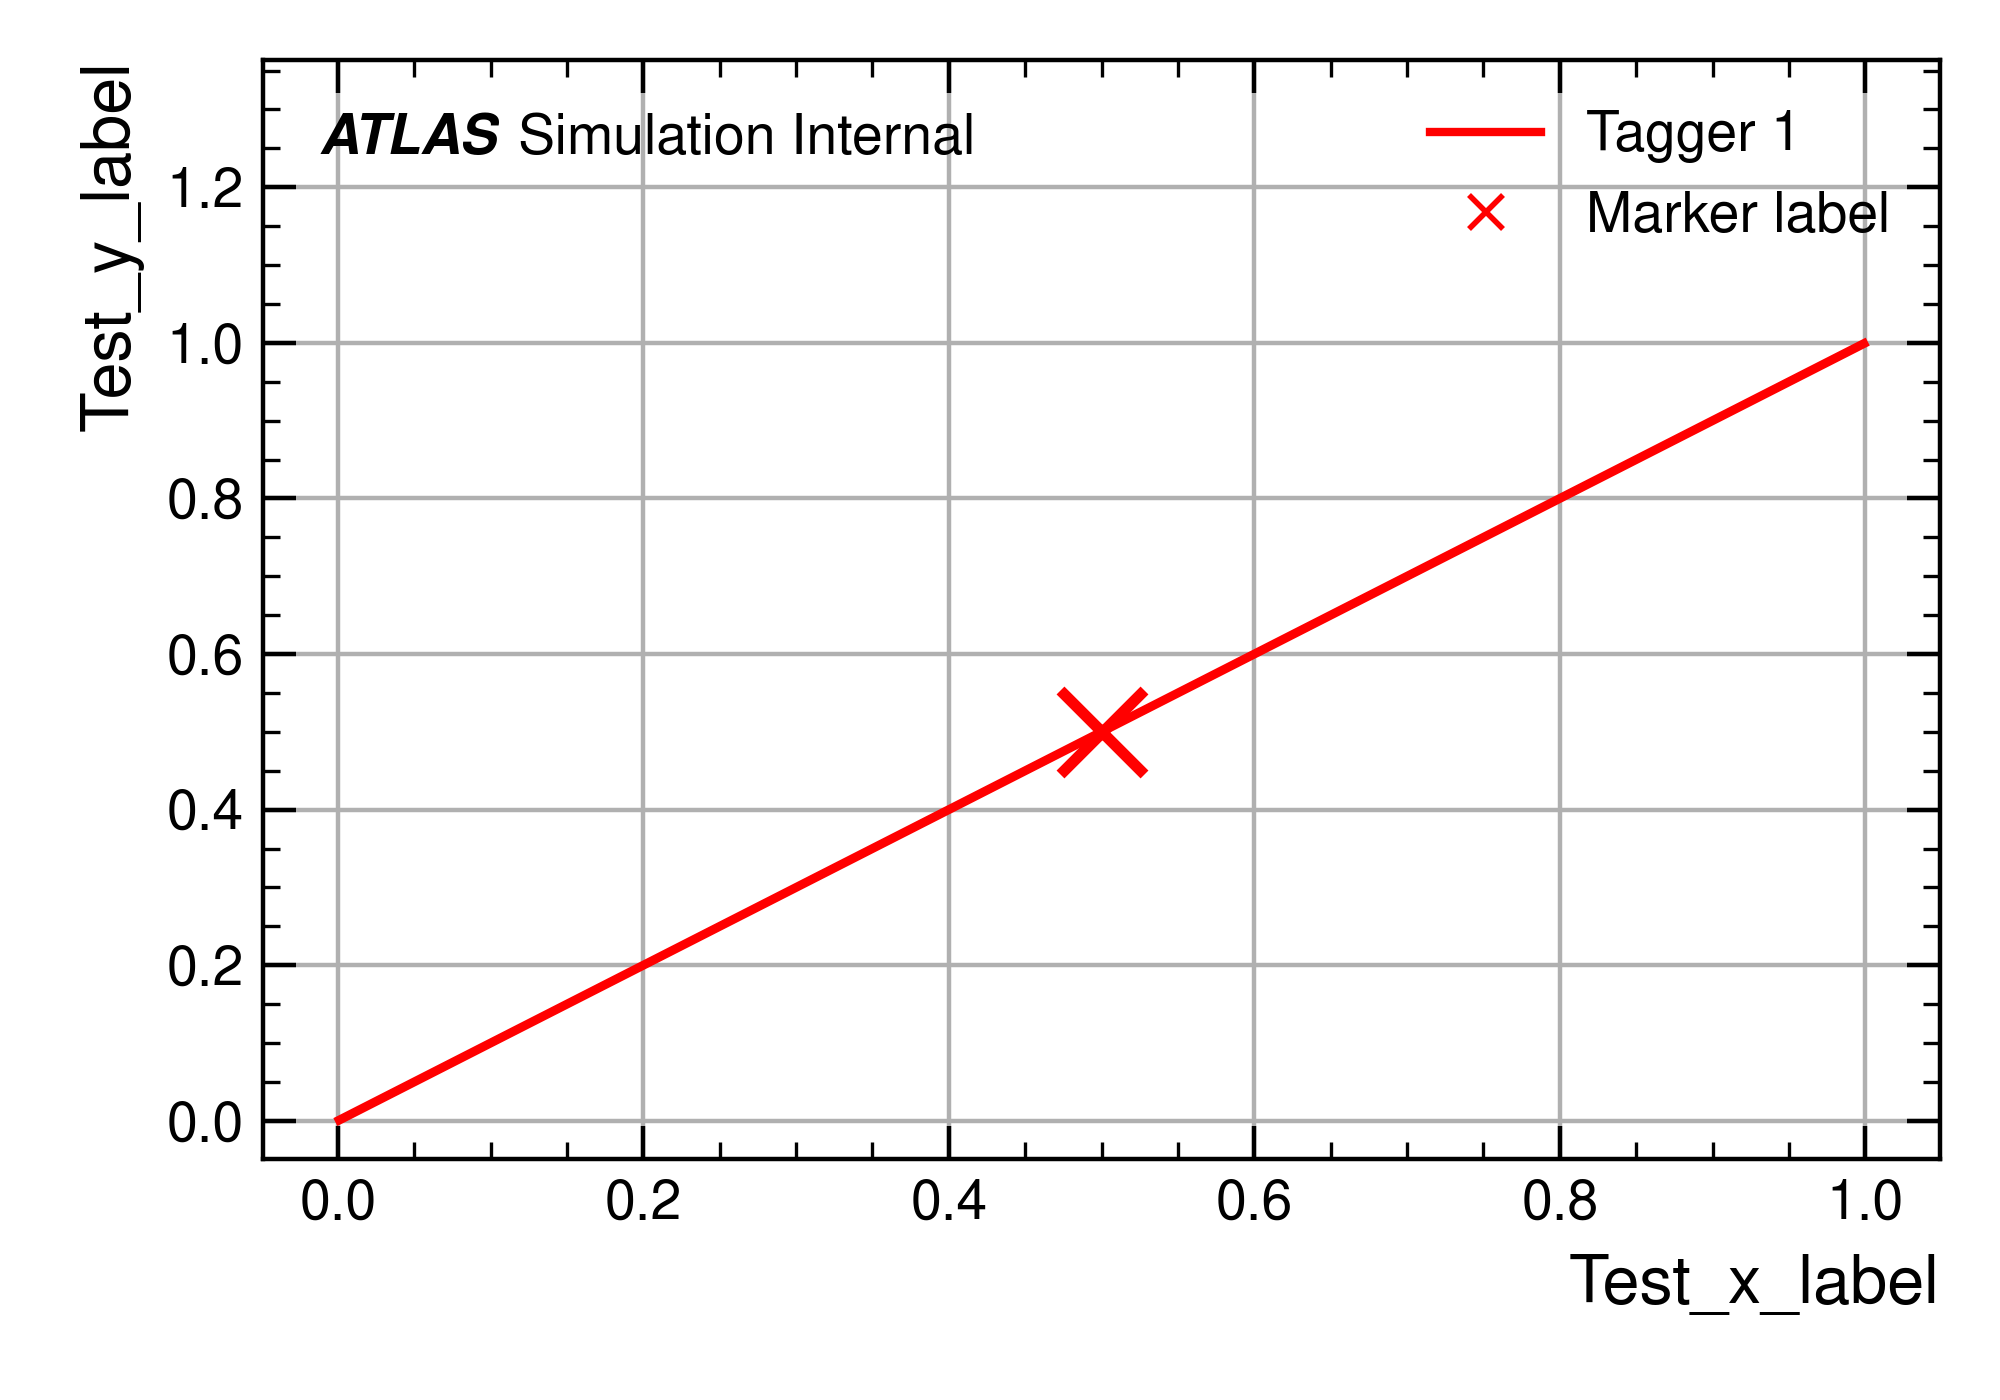 ATLAS Simulation Internal
Tagger 1
Marker label
Test_y_label
1.2
1.0
0.8
0.6
0.4
0.2
0.0
0.0 0.2 0.4 0.6 0.8 1.0
Test_x_label